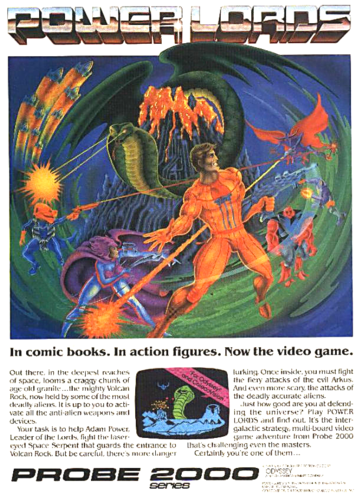 POWER LORDS
In comic books. In action figures. Now the video game.
Out there, in the deepest reaches
of space, looms a craggy chunk of
age old granite...the mighty Volcan
Rock, now held by some of the most
deadly aliens. It is up to you to acti-
vate all the anti-alien weapons and
devices.
Your task is to help Adam Power,
Leader of the Lords, fight the laser-
eyed Space Serpent that guards the entrance to
Volcan Rock. But be careful, there's more danger
For Odyssey²
and ColecoVision
lurking. Once inside, you must fight
the fiery attacks of the evil Arkus.
And even more scary, the attacks of
the deadly accurate aliens.
Just how good are you at defend-
ing the universe? Play POWER
LORDS and find out. It's the inter-
galactic strategy, multi-board video
game adventure from Probe 2000
that's challenging even the masters.
Certainly you're one of them...
PROBE 2000
series
ODYSSEY